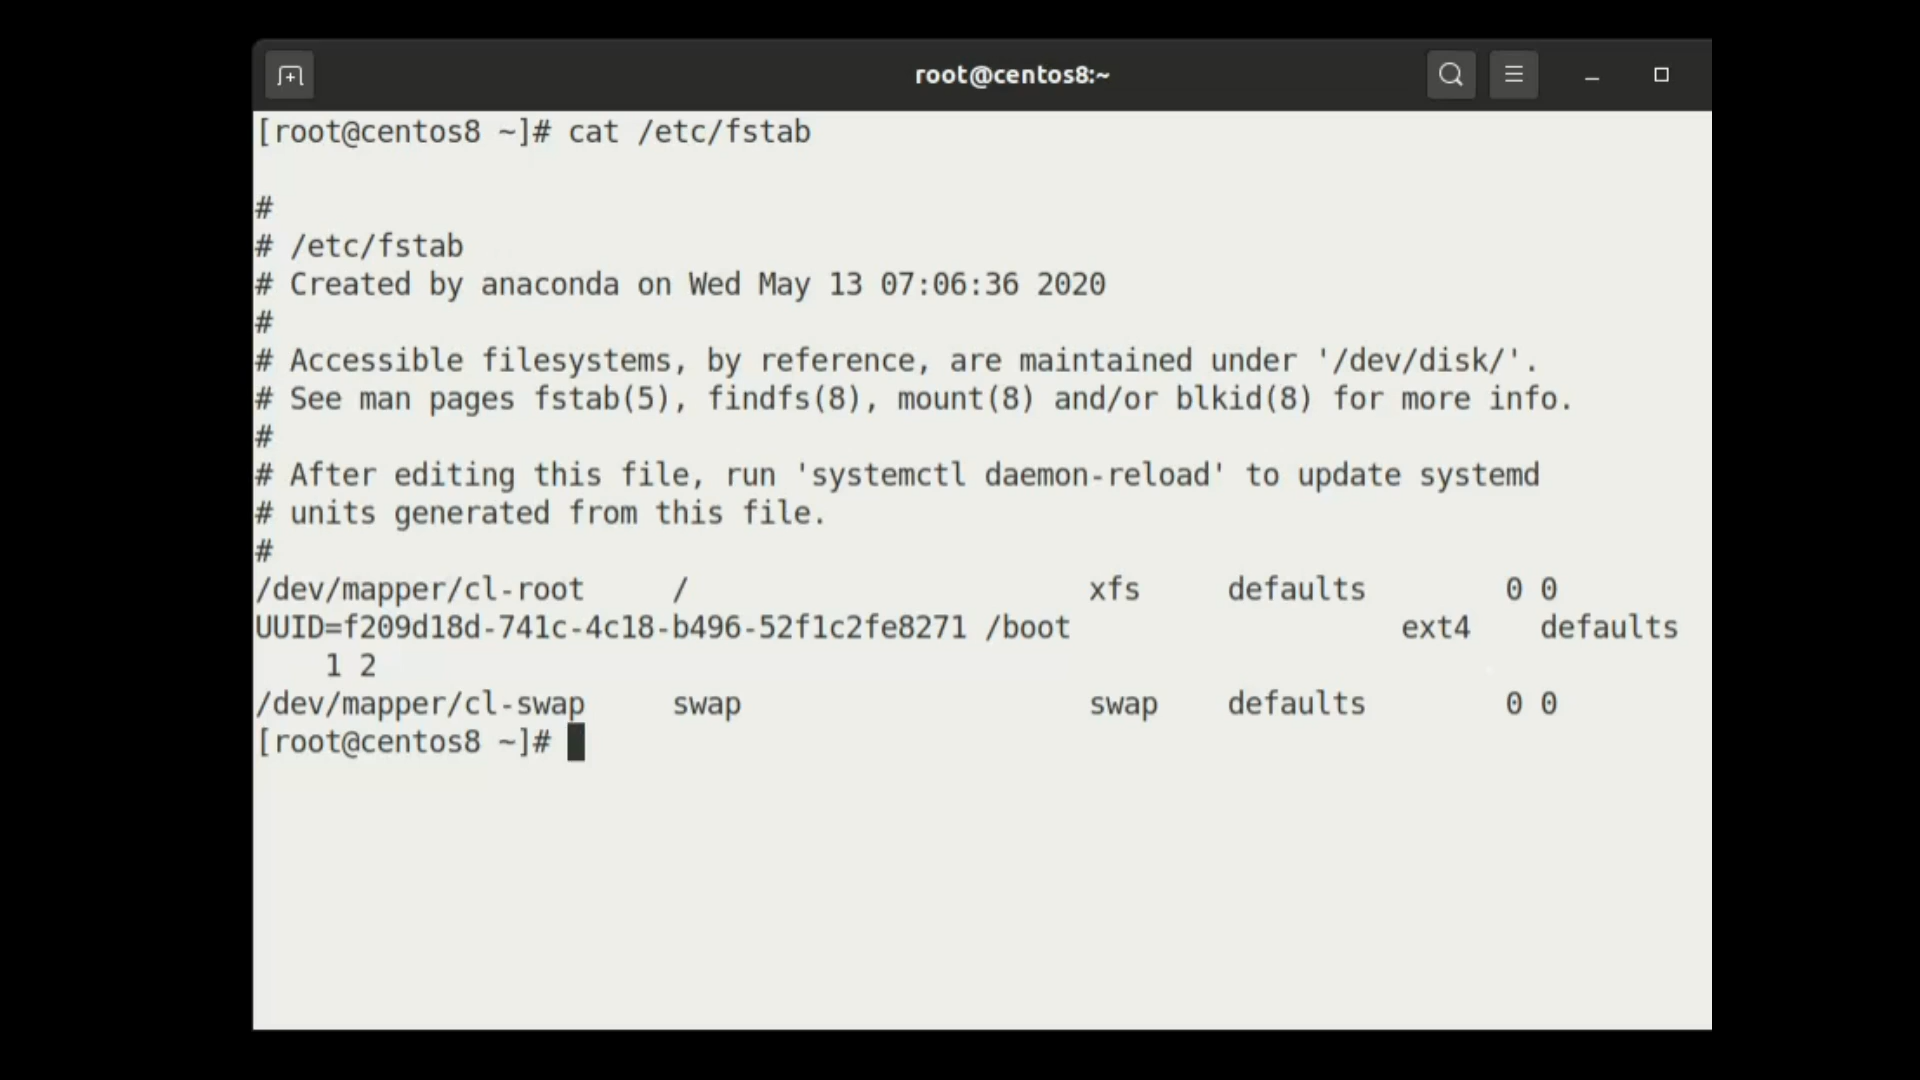 root@centos8:~
[root@centos8 ~]# cat /etc/fstab
#
# /etc/fstab
# Created by anaconda on Wed May 13 07:06:36 2020
#
# Accessible filesystems, by reference, are maintained under '/dev/disk/'.
# See man pages fstab(5), findfs(8), mount(8) and/or blkid(8) for more info.
#
# After editing this file, run 'systemctl daemon-reload' to update systemd
# units generated from this file.
#
/dev/mapper/cl-root     /                       xfs     defaults        0 0
UUID=f209d18d-741c-4c18-b496-52f1c2fe8271 /boot                   ext4    defaults
    1 2
/dev/mapper/cl-swap     swap                    swap    defaults        0 0
[root@centos8 ~]#